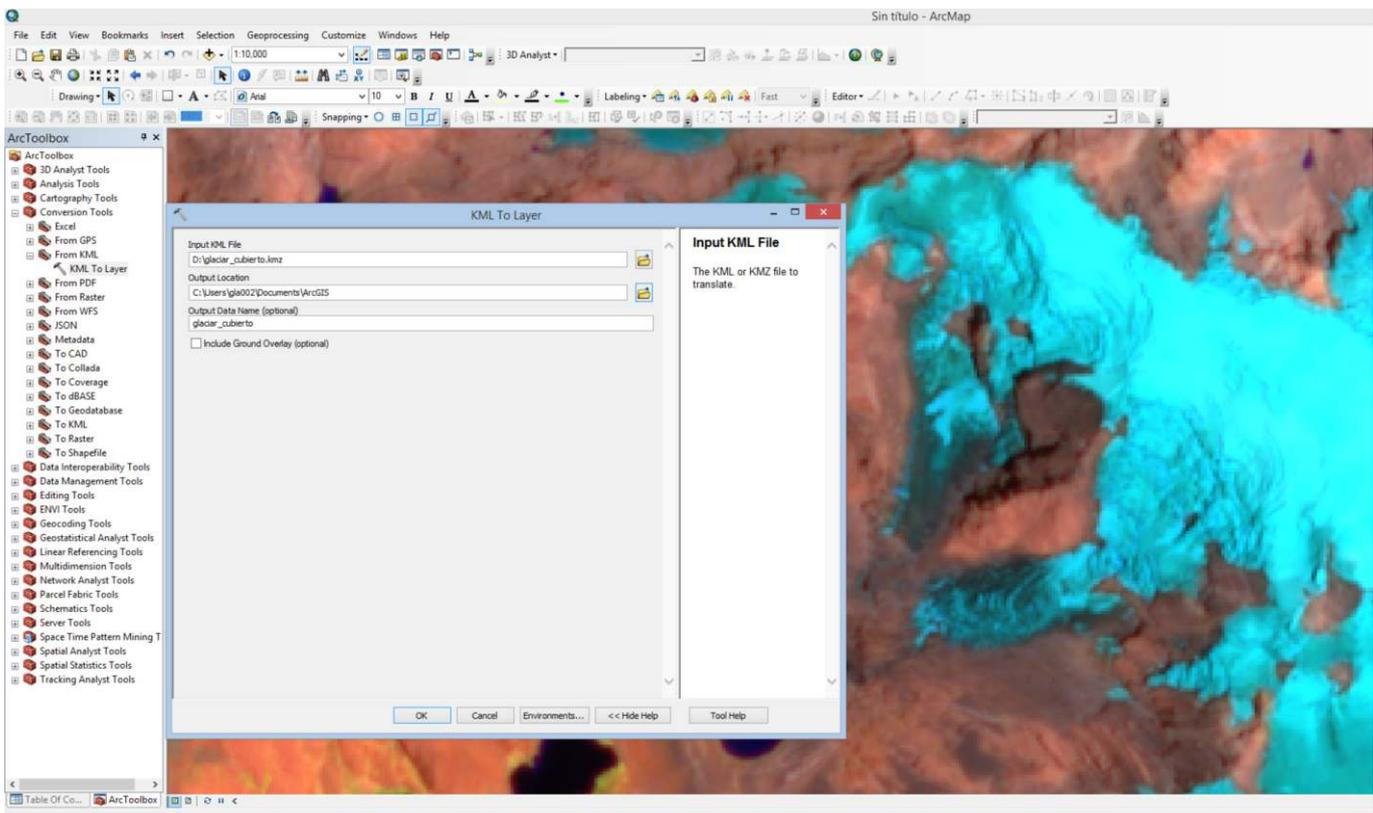 Sin título - ArcMap
File Edit View Bookmarks Insert Selection Geoprocessing Customize Windows Help
1:10,000 3D Analyst
Drawing A Arial 10 B I U A Labeling Fast Editor
Snapping
ArcToolbox
ArcToolbox
3D Analyst Tools
Analysis Tools
Cartography Tools
Conversion Tools
Excel
From GPS
From KML
KML To Layer
From PDF
From Raster
From WFS
JSON
Metadata
To CAD
To Collada
To Coverage
To dBASE
To Geodatabase
To KML
To Raster
To Shapefile
Data Interoperability Tools
Data Management Tools
Editing Tools
ENVI Tools
Geocoding Tools
Geostatistical Analyst Tools
Linear Referencing Tools
Multidimension Tools
Network Analyst Tools
Parcel Fabric Tools
Schematics Tools
Server Tools
Space Time Pattern Mining T
Spatial Analyst Tools
Spatial Statistics Tools
Tracking Analyst Tools
Table Of Co... ArcToolbox
KML To Layer
Input KML File
D:\glaciar_cubierto.kmz
Output Location
C:\Users\gla002\Documents\ArcGIS
Output Data Name (optional)
glaciar_cubierto
Include Ground Overlay (optional)
OK Cancel Environments... << Hide Help Tool Help
Input KML File
The KML or KMZ file to
translate.